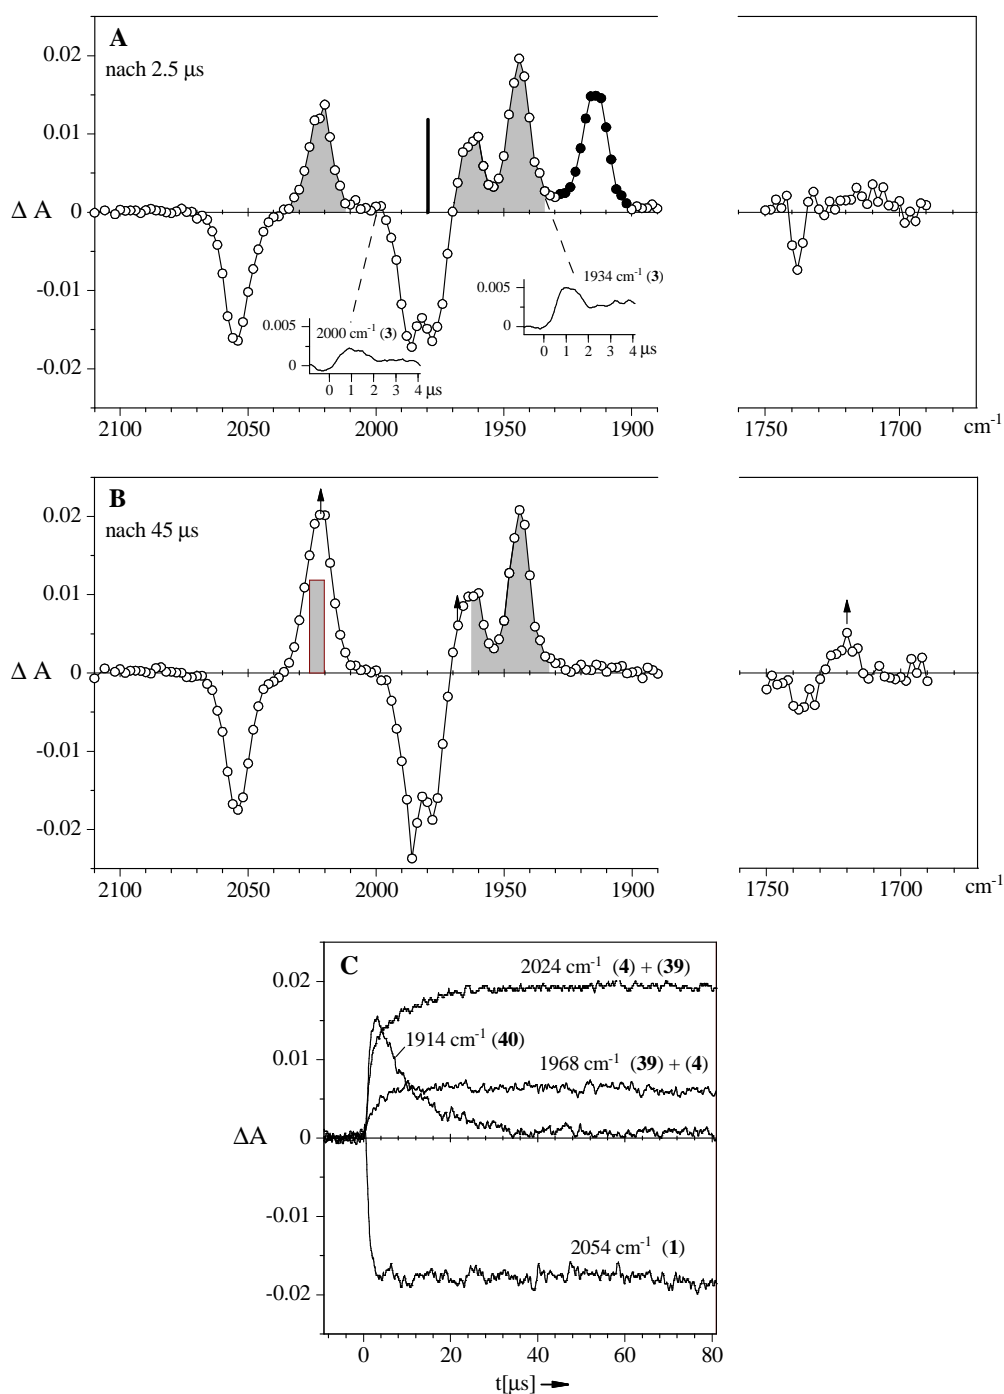 A
nach 2.5 µs
0.02
0.01
Δ A
0
-0.01
-0.02
1934 cm⁻¹ (3)
0.005
0
0 1 2 3 4 µs
2000 cm⁻¹ (3)
0.005
0
0 1 2 3 4 µs
2100 2050 2000 1950 1900 1750 1700 cm⁻¹
B
nach 45 µs
0.02
0.01
Δ A
0
-0.01
-0.02
2100 2050 2000 1950 1900 1750 1700 cm⁻¹
C
2024 cm⁻¹ (4) + (39)
0.02
1914 cm⁻¹ (40)
0.01
1968 cm⁻¹ (39) + (4)
ΔA 0
-0.01
2054 cm⁻¹ (1)
-0.02
0 20 40 60 80
t[µs]